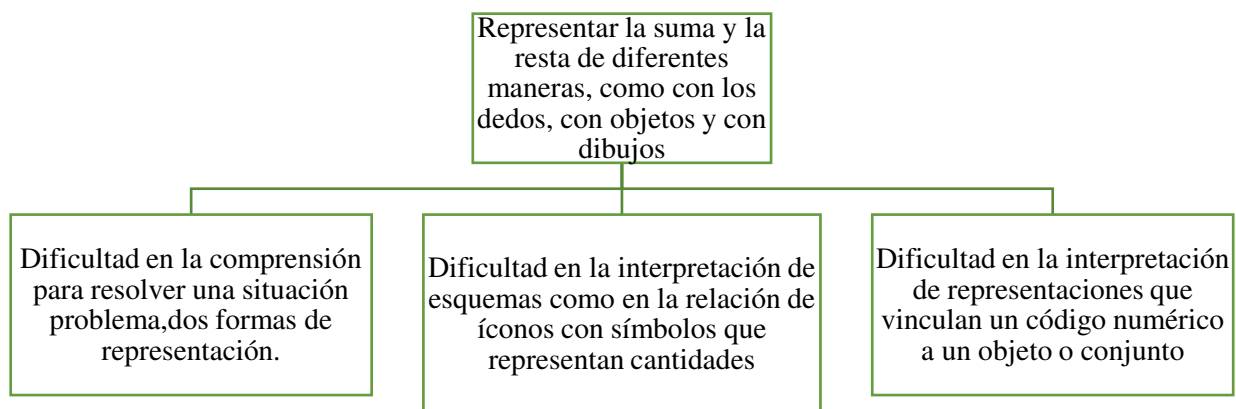 Representar la suma y la
resta de diferentes
maneras, como con los
dedos, con objetos y con
dibujos
Dificultad en la comprensión
para resolver una situación
problema,dos formas de
representación.
Dificultad en la interpretación de
esquemas como en la relación de
íconos con símbolos que
representan cantidades
Dificultad en la interpretación
de representaciones que
vinculan un código numérico
a un objeto o conjunto